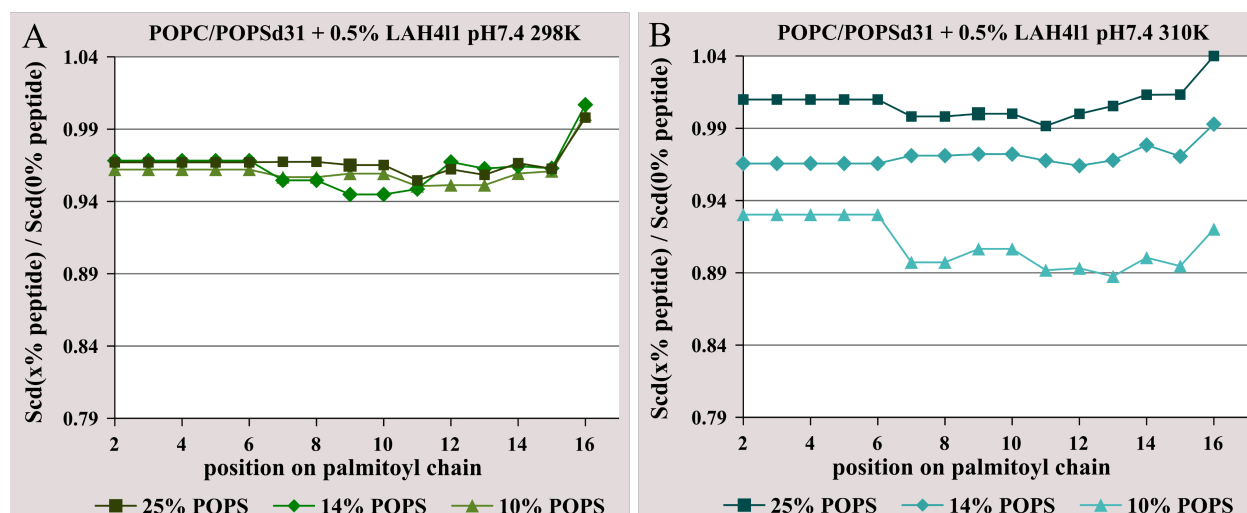 A
POPC/POPSd31 + 0.5% LAH4l1 pH7.4 298K
Scd(x% peptide) / Scd(0% peptide)
1.04
0.99
0.94
0.89
0.84
0.79
2 4 6 8 10 12 14 16
position on palmitoyl chain
25% POPS 14% POPS 10% POPS
B
POPC/POPSd31 + 0.5% LAH4l1 pH7.4 310K
Scd(x% peptide) / Scd(0% peptide)
1.04
0.99
0.94
0.89
0.84
0.79
2 4 6 8 10 12 14 16
position on palmitoyl chain
25% POPS 14% POPS 10% POPS